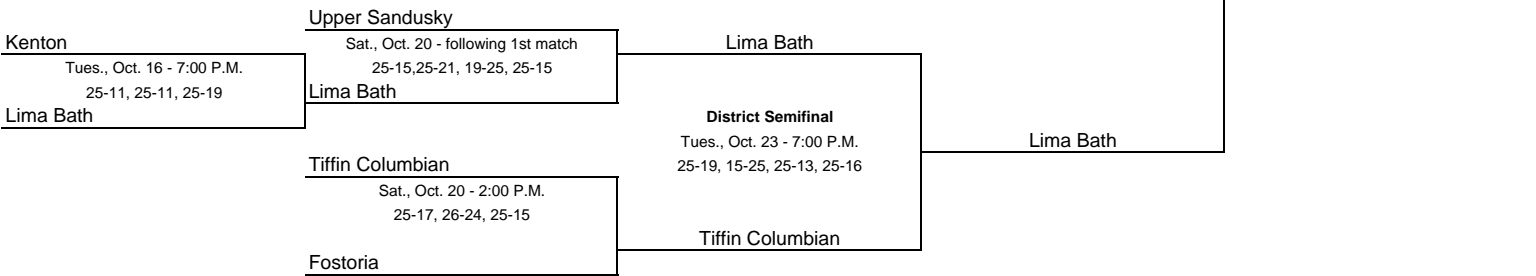 Upper Sandusky
Kenton
Sat., Oct. 20 - following 1st match
Lima Bath
Tues., Oct. 16 - 7:00 P.M.
25-15,25-21, 19-25, 25-15
25-11, 25-11, 25-19
Lima Bath
Lima Bath
District Semifinal
Tues., Oct. 23 - 7:00 P.M.
Lima Bath
Tiffin Columbian
25-19, 15-25, 25-13, 25-16
Sat., Oct. 20 - 2:00 P.M.
25-17, 26-24, 25-15
Tiffin Columbian
Fostoria